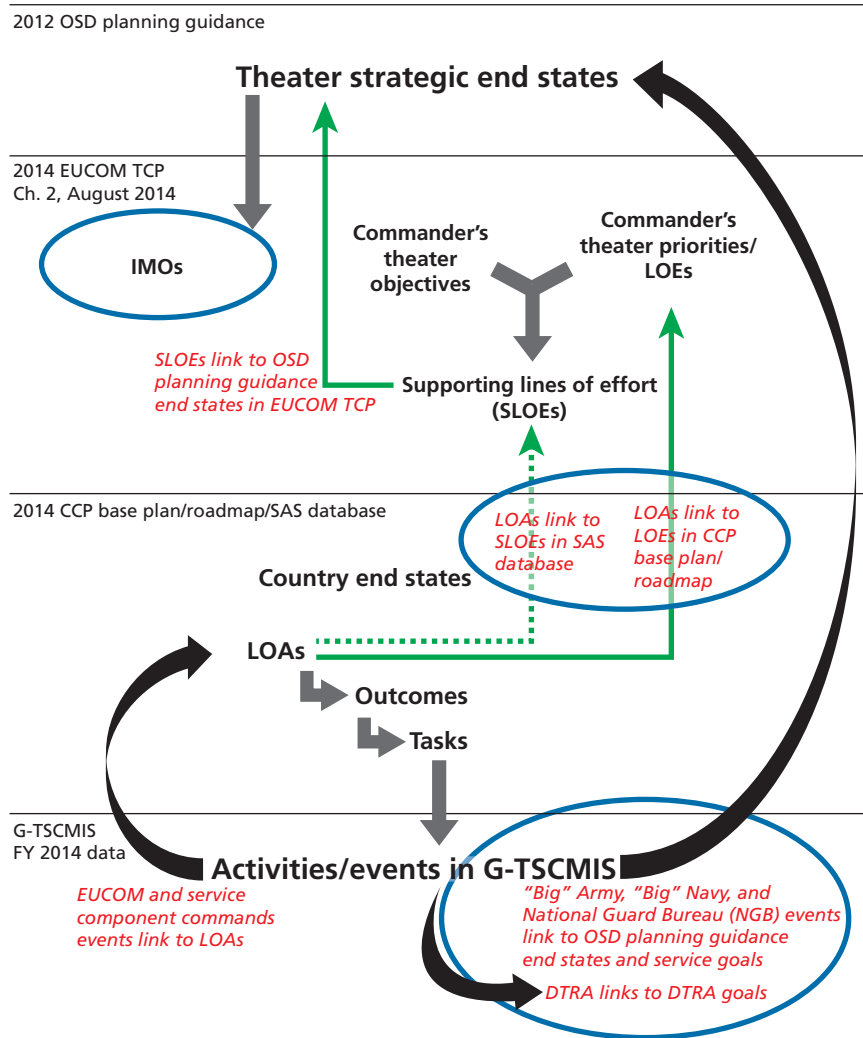 2012 OSD planning guidance
Theater strategic end states
2014 EUCOM TCP
Ch. 2, August 2014
IMOs
Commander’s
theater
objectives
Commander’s
theater priorities/
LOEs
SLOEs link to OSD
planning guidance
end states in EUCOM TCP
Supporting lines of effort
(SLOEs)
2014 CCP base plan/roadmap/SAS database
LOAs link to
SLOEs in SAS
database
LOAs link to
LOEs in CCP
base plan/
roadmap
Country end states
LOAs
Outcomes
Tasks
G-TSCMIS
FY 2014 data
Activities/events in G-TSCMIS
EUCOM and service
component commands
events link to LOAs
“Big” Army, “Big” Navy, and
National Guard Bureau (NGB) events
link to OSD planning guidance
end states and service goals
DTRA links to DTRA goals